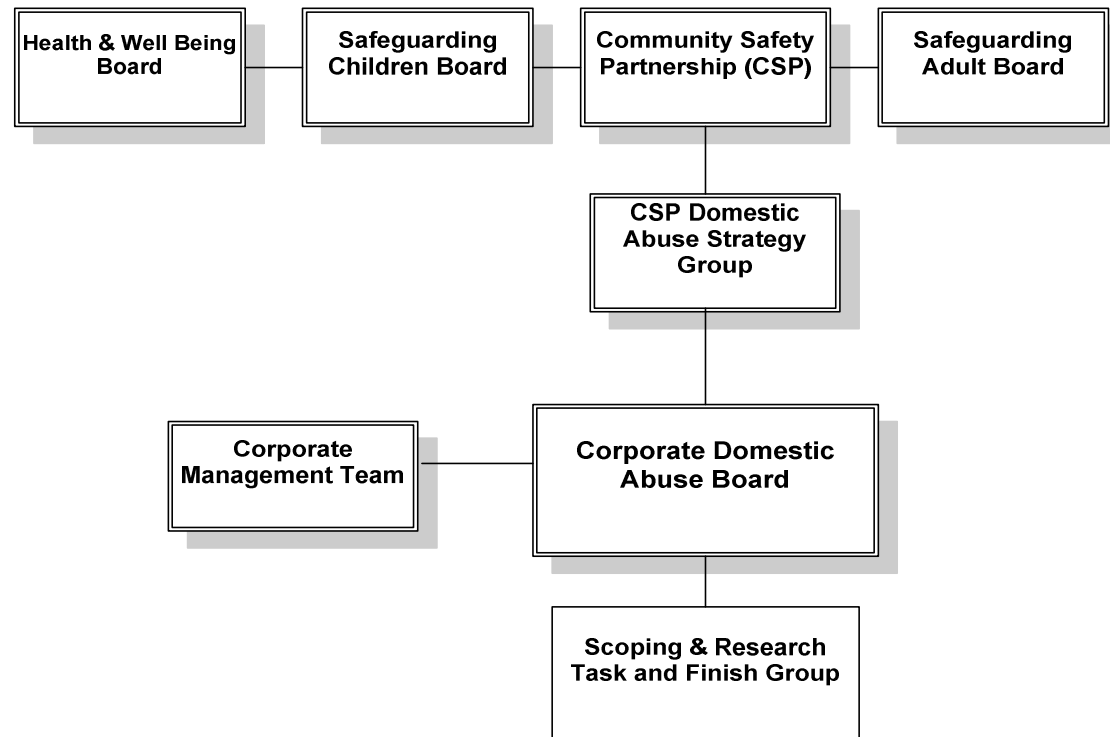 Health & Well Being
Board
Safeguarding
Children Board
Community Safety
Partnership (CSP)
Safeguarding
Adult Board
CSP Domestic
Abuse Strategy
Group
Corporate
Management Team
Corporate Domestic
Abuse Board
Scoping & Research
Task and Finish Group